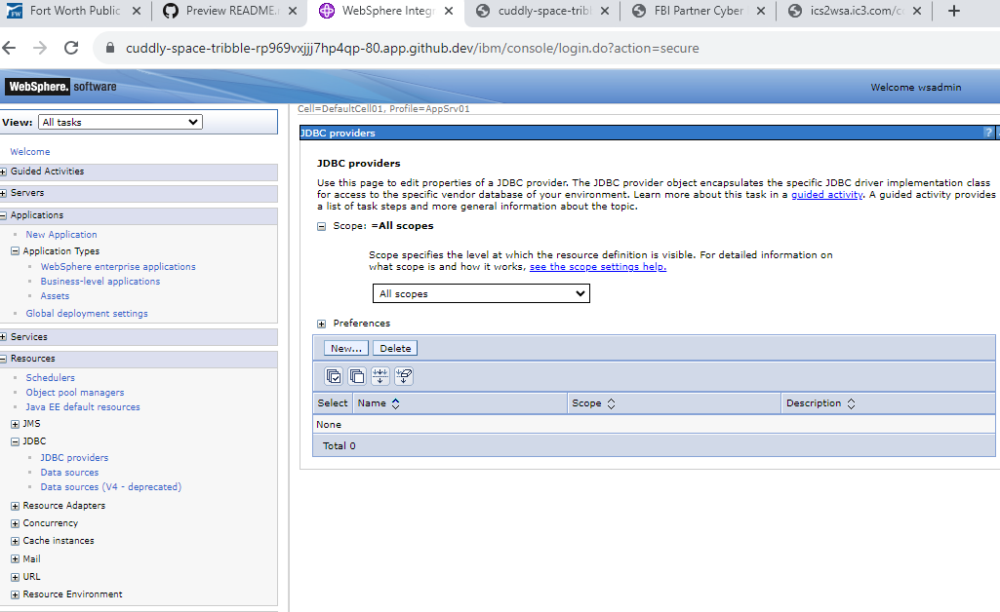 Fort Worth Public
Preview README.
WebSphere Integr
cuddly-space-tribb
FBI Partner Cyber
ics2wsa.ic3.com/c
cuddly-space-tribble-rp969vxjjj7hp4qp-80.app.github.dev/ibm/console/login.do?action=secure
WebSphere. software
Welcome wsadmin
View: All tasks
Welcome
Guided Activities
Servers
Applications
New Application
Application Types
WebSphere enterprise applications
Business-level applications
Assets
Global deployment settings
Services
Resources
Schedulers
Object pool managers
Java EE default resources
JMS
JDBC
JDBC providers
Data sources
Data sources (V4 - deprecated)
Resource Adapters
Concurrency
Cache instances
Mail
URL
Resource Environment
Cell=DefaultCell01, Profile=AppSrv01
JDBC providers ?
JDBC providers
Use this page to edit properties of a JDBC provider. The JDBC provider object encapsulates the specific JDBC driver implementation class
for access to the specific vendor database of your environment. Learn more about this task in a guided activity. A guided activity provides
a list of task steps and more general information about the topic.
Scope: =All scopes
Scope specifies the level at which the resource definition is visible. For detailed information on
what scope is and how it works, see the scope settings help.
All scopes
Preferences
New... Delete
Select Name Scope Description
None
Total 0